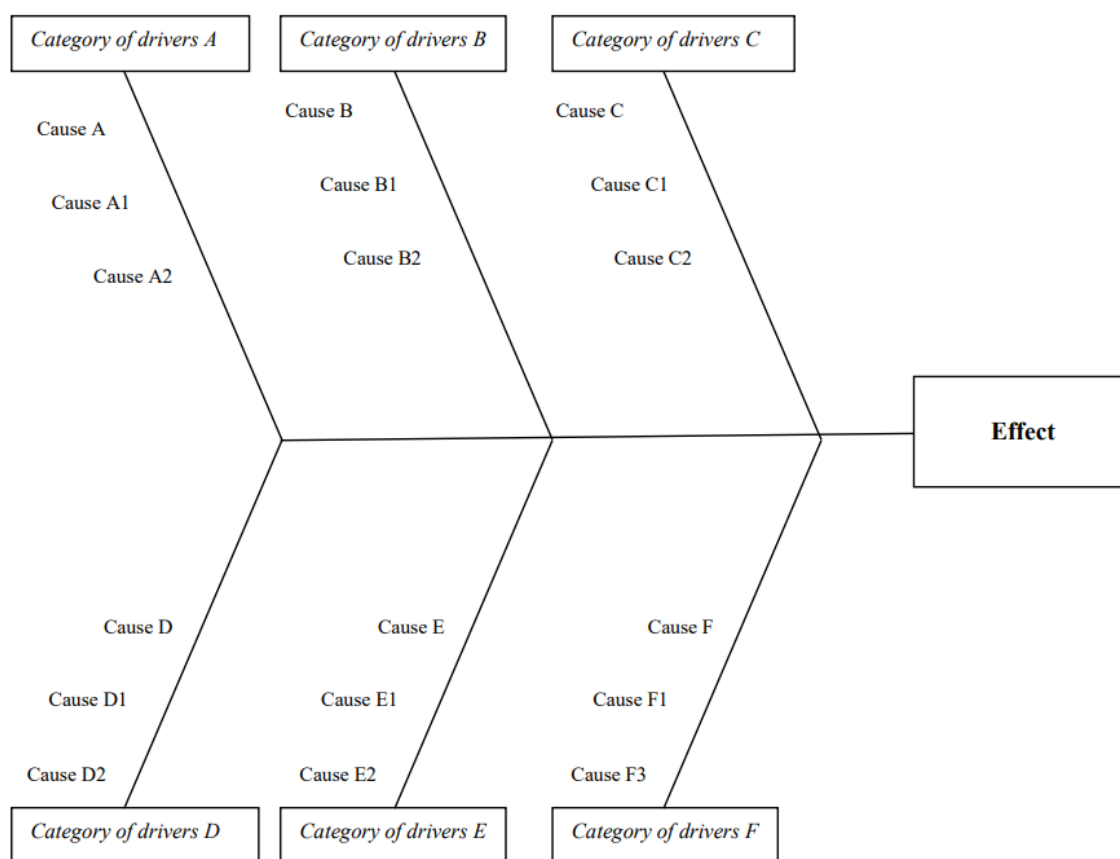 Category of drivers A
Category of drivers B
Category of drivers C
Cause A
Cause B
Cause C
Cause A1
Cause B1
Cause C1
Cause A2
Cause B2
Cause C2
Effect
Cause D
Cause E
Cause F
Cause D1
Cause E1
Cause F1
Cause D2
Cause E2
Cause F3
Category of drivers D
Category of drivers E
Category of drivers F